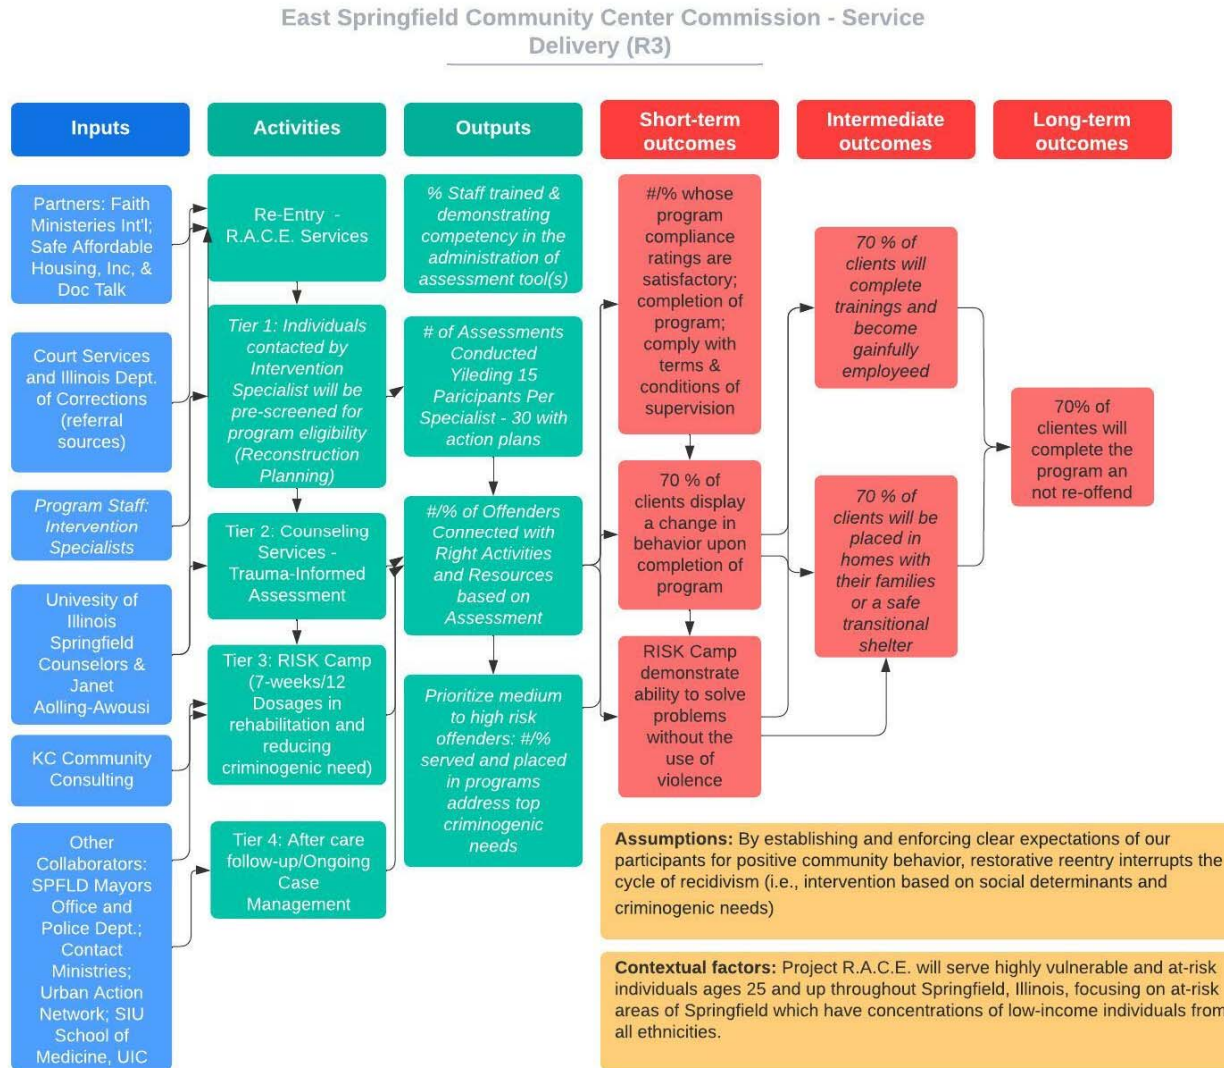 East Springfield Community Center Commission - Service
Delivery (R3)
Inputs
Activities
Outputs
Short-term
outcomes
Intermediate
outcomes
Long-term
outcomes
Partners: Faith
Ministeries Int'l;
Safe Affordable
Housing, Inc, &
Doc Talk
Court Services
and Illinois Dept.
of Corrections
(referral
sources)
Program Staff:
Intervention
Specialists
Univesity of
Illinois
Springfield
Counselors &
Janet
Aolling-Awousi
KC Community
Consulting
Other
Collaborators:
SPFLD Mayors
Office and
Police Dept.;
Contact
Ministries;
Urban Action
Network; SIU
School of
Medicine, UIC
Re-Entry -
R.A.C.E. Services
Tier 1: Individuals
contacted by
Intervention
Specialist will be
pre-screened for
program eligibility
(Reconstruction
Planning)
Tier 2: Counseling
Services -
Trauma-Informed
Assessment
Tier 3: RISK Camp
(7-weeks/12
Dosages in
rehabilitation and
reducing
criminogenic need)
Tier 4: After care
follow-up/Ongoing
Case
Management
% Staff trained &
demonstrating
competency in the
administration of
assessment tool(s)
# of Assessments
Conducted
Yileding 15
Paricipants Per
Specialist - 30 with
action plans
#/% of Offenders
Connected with
Right Activities
and Resources
based on
Assessment
Prioritize medium
to high risk
offenders: #/%
served and placed
in programs
address top
criminogenic
needs
#/% whose
program
compliance
ratings are
satisfactory;
completion of
program;
comply with
terms &
conditions of
supervision
70 % of
clients display
a change in
behavior upon
completion of
program
RISK Camp
demonstrate
ability to solve
problems
without the
use of
violence
70 % of
clients will
complete
trainings and
become
gainfully
employeed
70 % of
clients will be
placed in
homes with
their families
or a safe
transitional
shelter
70% of
clientes will
complete the
program an
not re-offend
Assumptions: By establishing and enforcing clear expectations of our
participants for positive community behavior, restorative reentry interrupts the
cycle of recidivism (i.e., intervention based on social determinants and
criminogenic needs)
Contextual factors: Project R.A.C.E. will serve highly vulnerable and at-risk
individuals ages 25 and up throughout Springfield, Illinois, focusing on at-risk
areas of Springfield which have concentrations of low-income individuals from
all ethnicities.